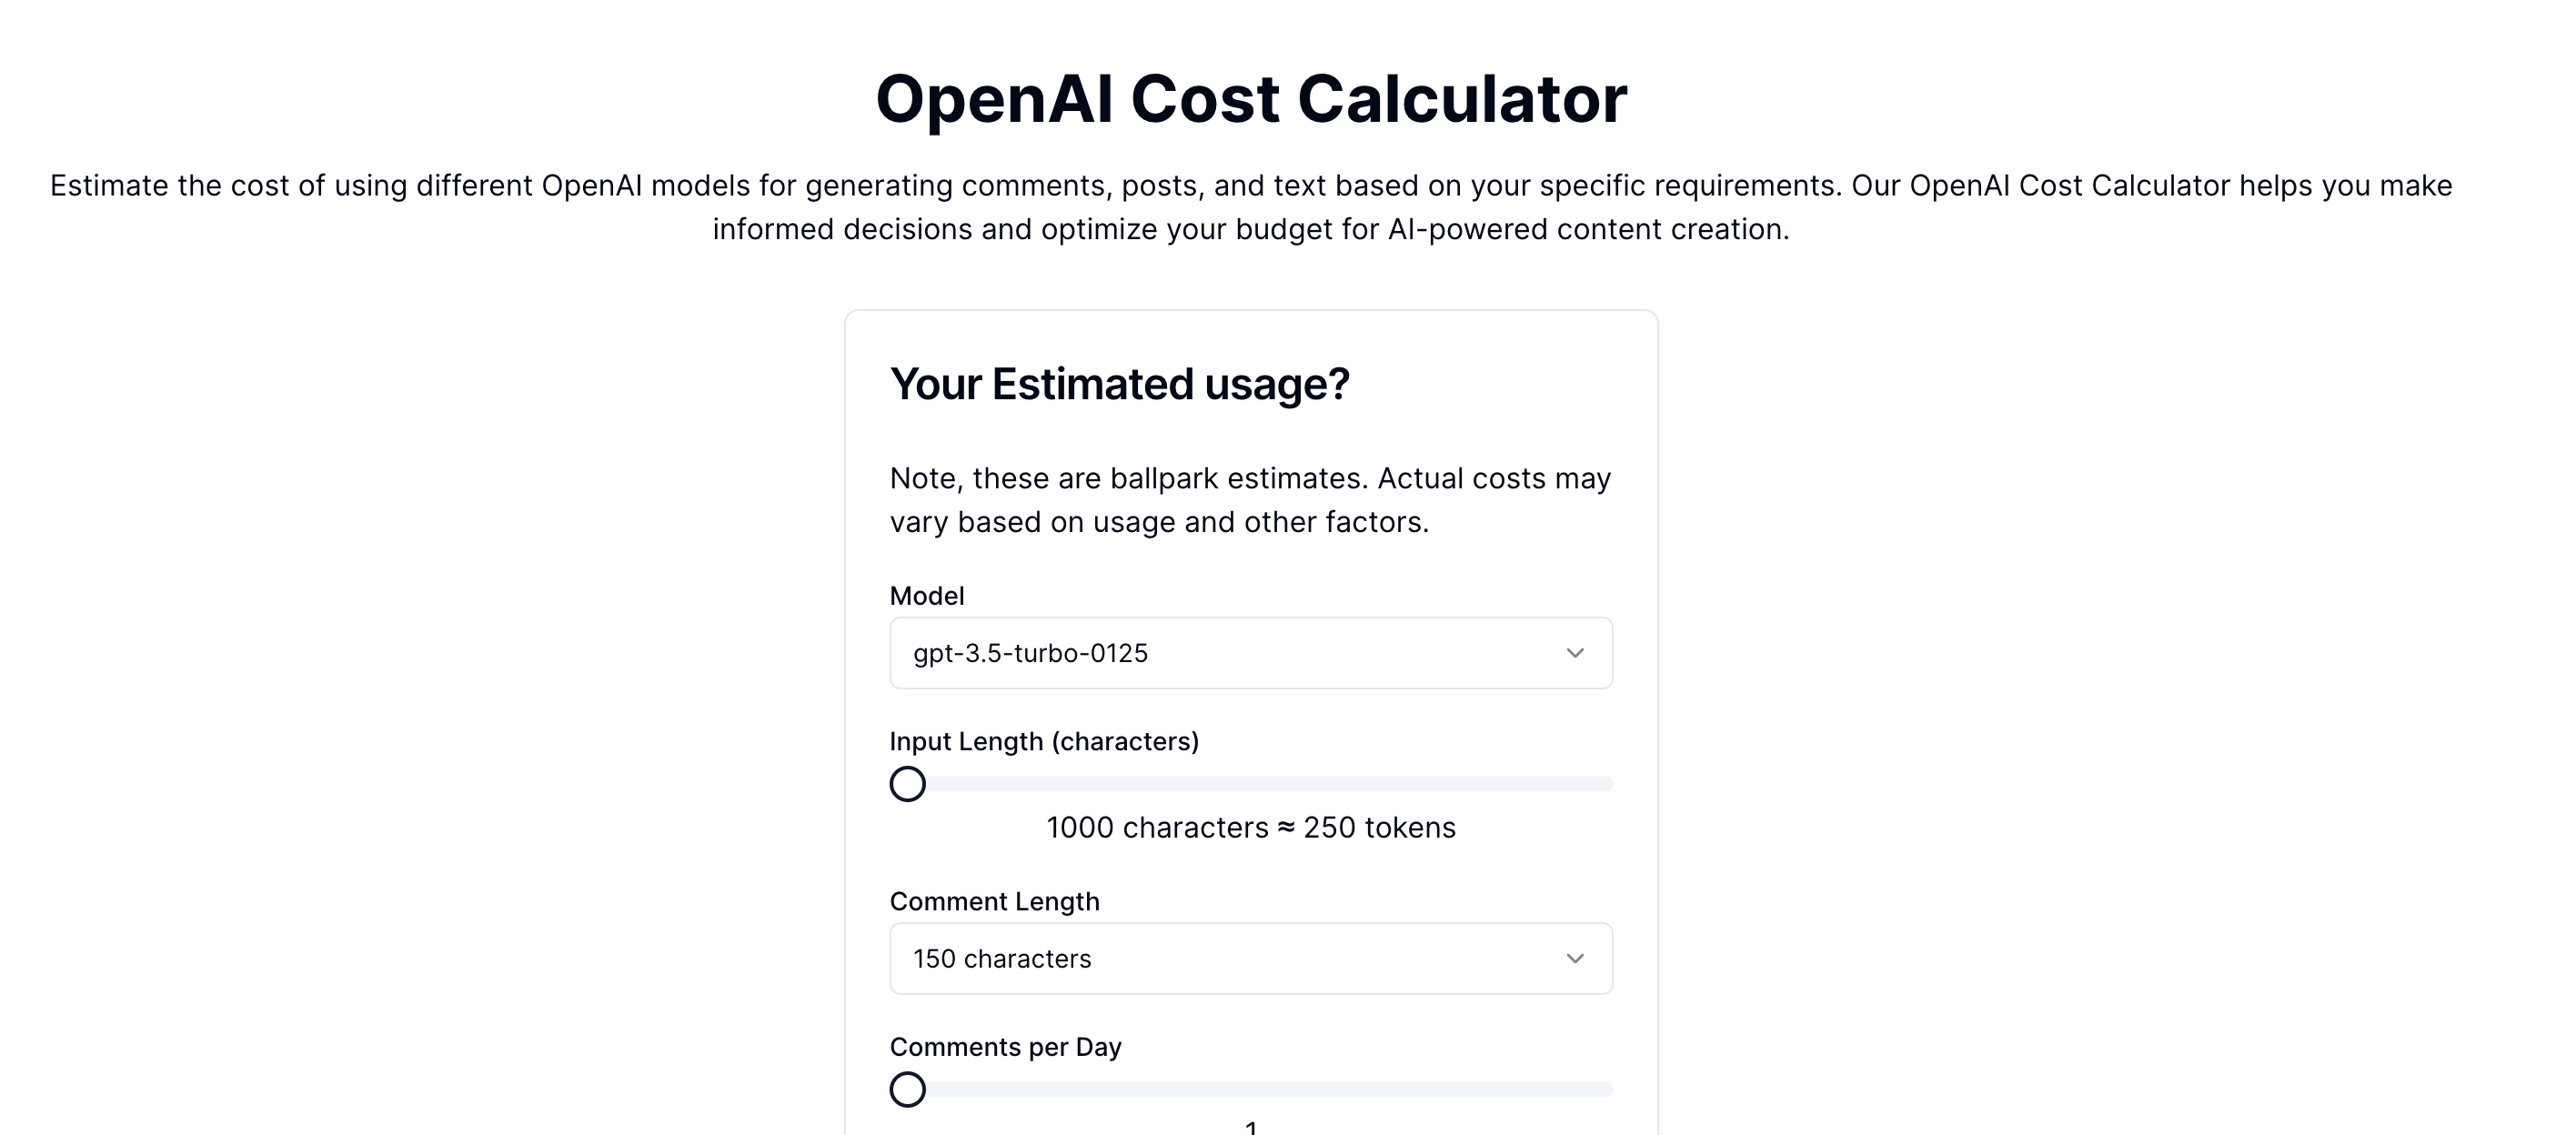 OpenAI Cost Calculator
Estimate the cost of using different OpenAI models for generating comments, posts, and text based on your specific requirements. Our OpenAI Cost Calculator helps you make
informed decisions and optimize your budget for AI-powered content creation.
Your Estimated usage?
Note, these are ballpark estimates. Actual costs may
vary based on usage and other factors.
Model
gpt-3.5-turbo-0125
Input Length (characters)
1000 characters ≈ 250 tokens
Comment Length
150 characters
Comments per Day
1